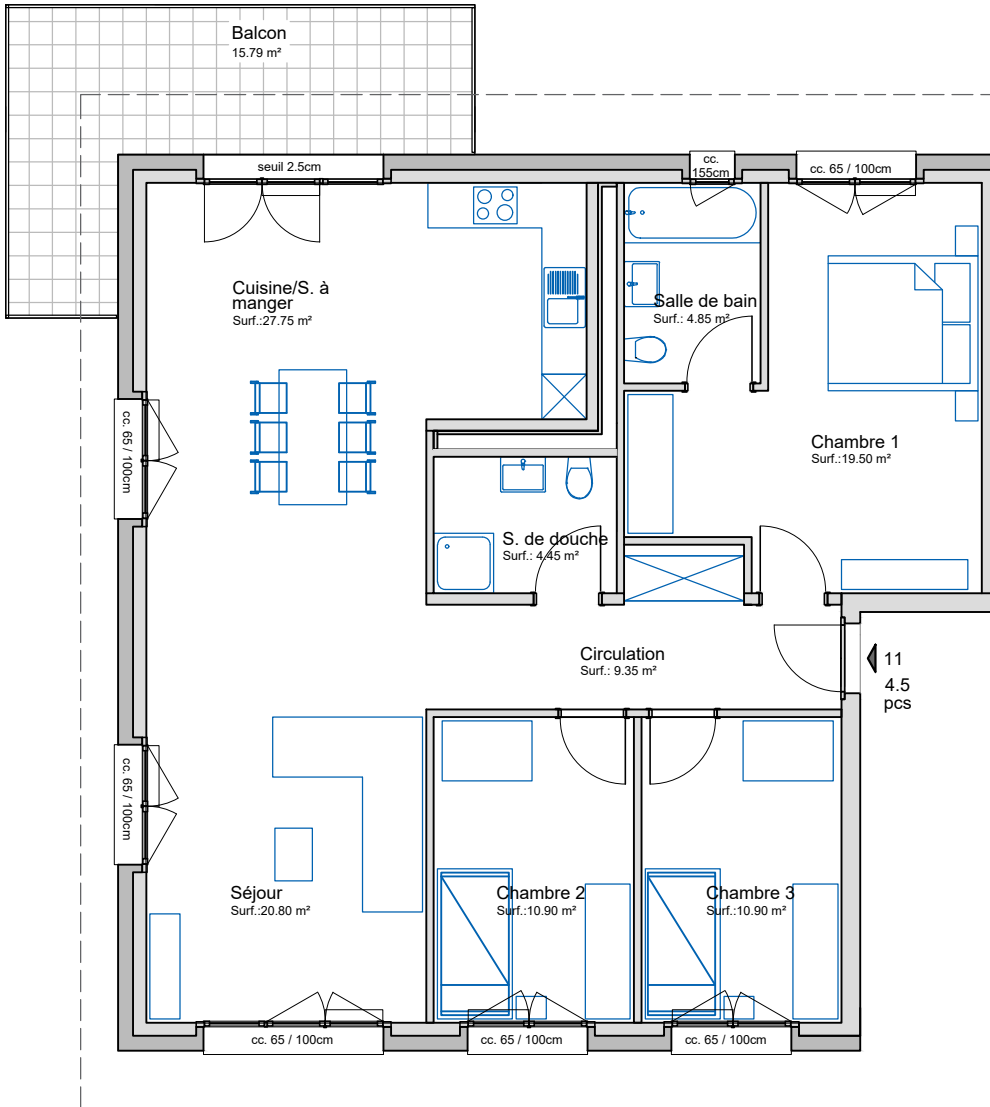 Balcon
15.79 m²
seuil 2.5cm
cc.
155cm
cc. 65 / 100cm
Cuisine/S. à
manger
Surf.:27.75 m²
Salle de bain
Surf.: 4.85 m²
cc. 65 / 100cm
Chambre 1
Surf.:19.50 m²
S. de douche
Surf.: 4.45 m²
Circulation
Surf.: 9.35 m²
11
4.5
pcs
cc. 65 / 100cm
Séjour
Surf.:20.80 m²
Chambre 2
Surf.:10.90 m²
Chambre 3
Surf.:10.90 m²
cc. 65 / 100cm
cc. 65 / 100cm
cc. 65 / 100cm